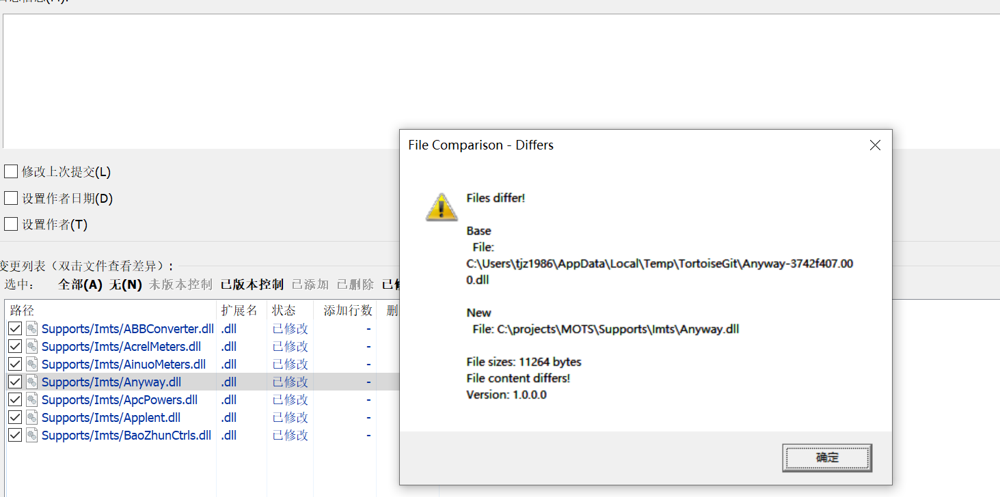 修改上次提交(L)
设置作者日期(D)
设置作者(T)
变更列表（双击文件查看差异）:
选中: 全部(A) 无(N) 未版本控制 已版本控制 已添加 已删除
路径 扩展名 状态 添加行数
Supports/Imts/ABBConverter.dll .dll 已修改 -
Supports/Imts/AcrelMeters.dll .dll 已修改 -
Supports/Imts/AinuoMeters.dll .dll 已修改 -
Supports/Imts/Anyway.dll .dll 已修改 -
Supports/Imts/ApcPowers.dll .dll 已修改 -
Supports/Imts/Applent.dll .dll 已修改 -
Supports/Imts/BaoZhunCtrls.dll .dll 已修改 -
File Comparison - Differs
Files differ!
Base
File:
C:\Users\tjz1986\AppData\Local\Temp\TortoiseGit\Anyway-3742f407.00
0.dll
New
File: C:\projects\MOTS\Supports\Imts\Anyway.dll
File sizes: 11264 bytes
File content differs!
Version: 1.0.0.0
确定